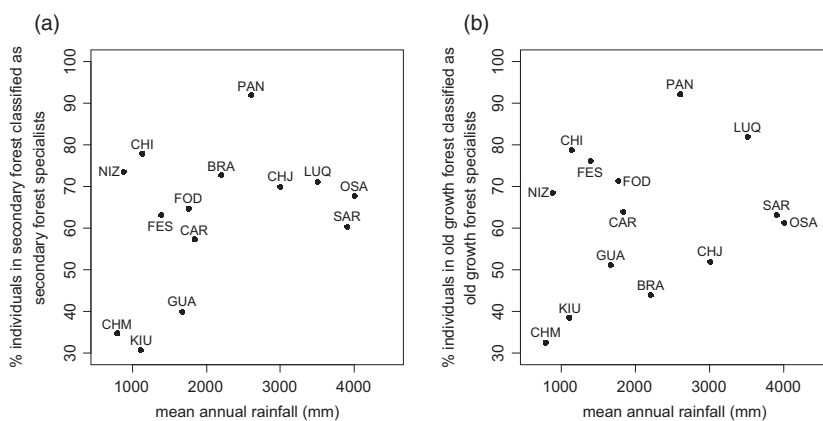 (a)
% individuals in secondary forest classified as
secondary forest specialists
100
90
80
70
60
50
40
30
PAN
CHI
NIZ
BRA
CHJ
LUQ
OSA
FOD
FES
CAR
SAR
GUA
CHM
KIU
1000 2000 3000 4000
mean annual rainfall (mm)
(b)
% individuals in old growth forest classified as
old growth forest specialists
100
90
80
70
60
50
40
30
PAN
LUQ
CHI
FES
FOD
NIZ
CAR
SAR
OSA
GUA
CHJ
BRA
KIU
CHM
1000 2000 3000 4000
mean annual rainfall (mm)